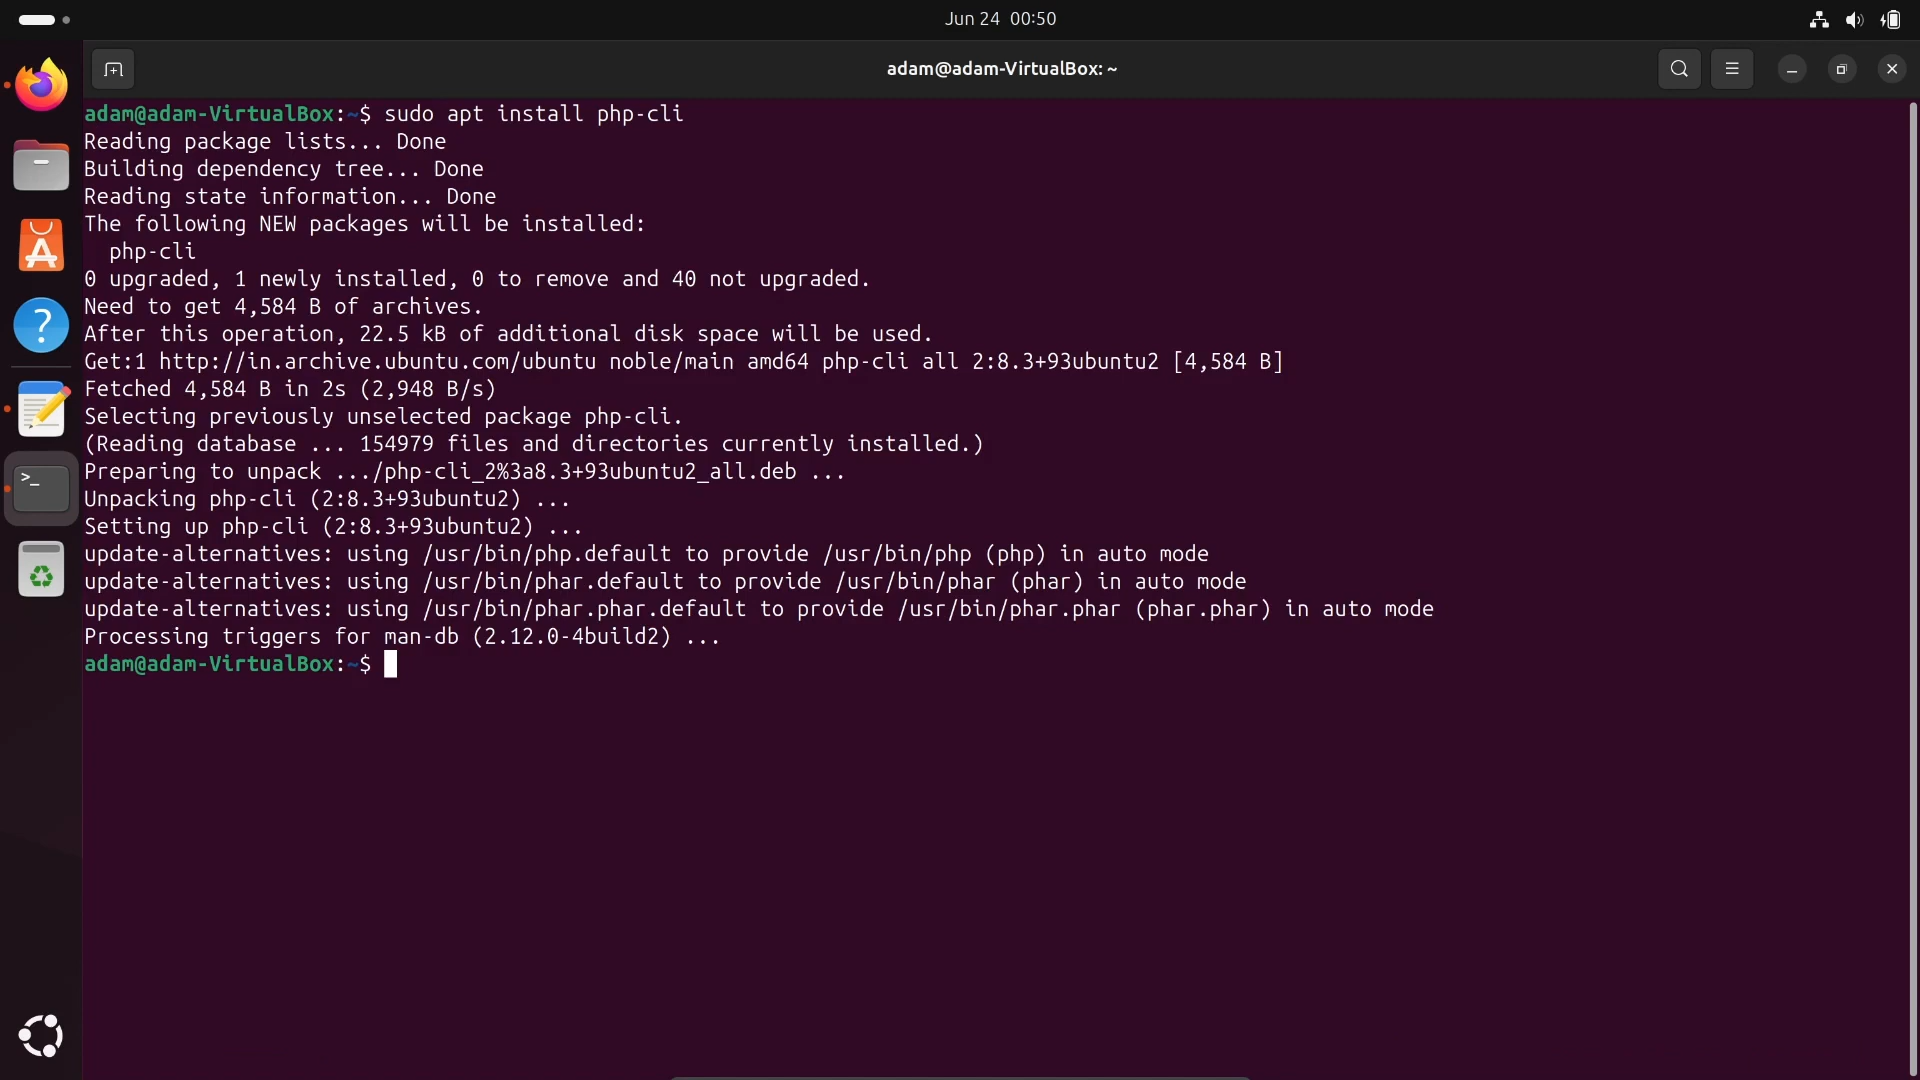 Jun 24 00:50
adam@adam-VirtualBox: ~
adam@adam-VirtualBox:~$ sudo apt install php-cli
Reading package lists... Done
Building dependency tree... Done
Reading state information... Done
The following NEW packages will be installed:
  php-cli
0 upgraded, 1 newly installed, 0 to remove and 40 not upgraded.
Need to get 4,584 B of archives.
After this operation, 22.5 kB of additional disk space will be used.
Get:1 http://in.archive.ubuntu.com/ubuntu noble/main amd64 php-cli all 2:8.3+93ubuntu2 [4,584 B]
Fetched 4,584 B in 2s (2,948 B/s)
Selecting previously unselected package php-cli.
(Reading database ... 154979 files and directories currently installed.)
Preparing to unpack .../php-cli_2%3a8.3+93ubuntu2_all.deb ...
Unpacking php-cli (2:8.3+93ubuntu2) ...
Setting up php-cli (2:8.3+93ubuntu2) ...
update-alternatives: using /usr/bin/php.default to provide /usr/bin/php (php) in auto mode
update-alternatives: using /usr/bin/phar.default to provide /usr/bin/phar (phar) in auto mode
update-alternatives: using /usr/bin/phar.phar.default to provide /usr/bin/phar.phar (phar.phar) in auto mode
Processing triggers for man-db (2.12.0-4build2) ...
adam@adam-VirtualBox:~$